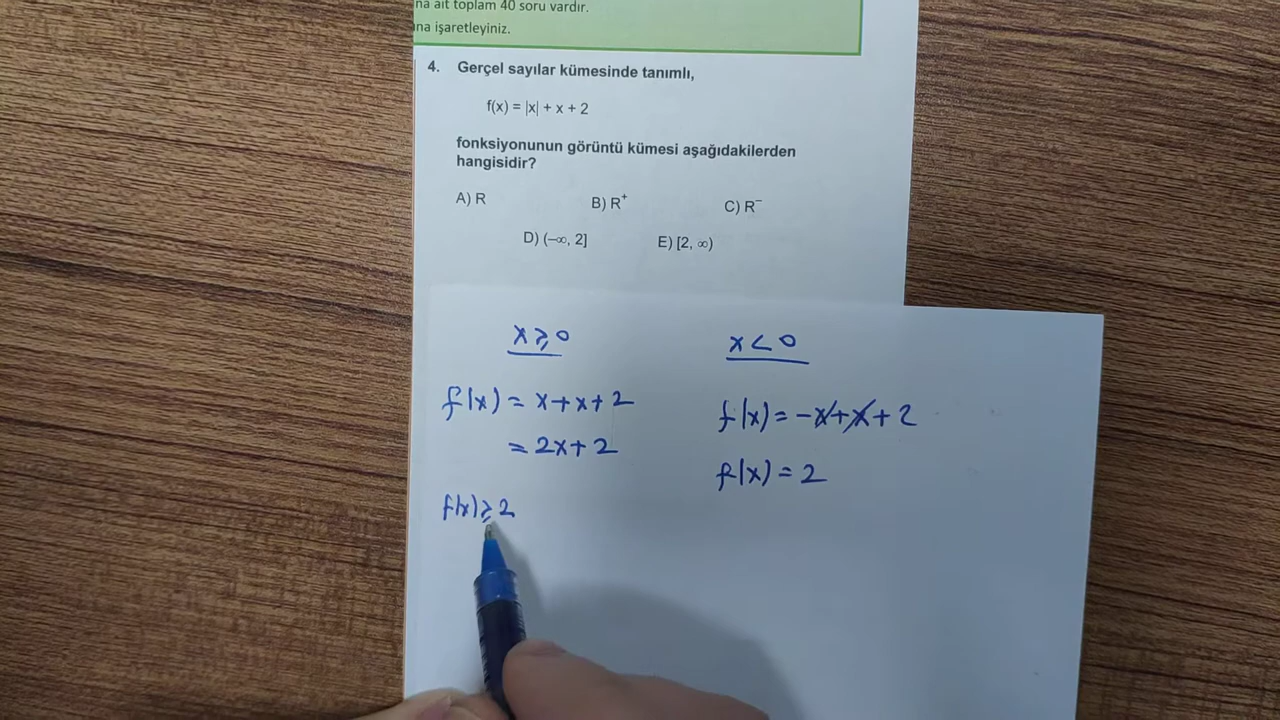 na ait toplam 40 soru vardır.
ına işaretleyiniz.
4. Gerçel sayılar kümesinde tanımlı,
f(x) = |x| + x + 2
fonksiyonunun görüntü kümesi aşağıdakilerden
hangisidir?
A) R B) R⁺ C) R⁻
D) (–∞, 2] E) [2, ∞)
x ≥ 0
f(x) = x + x + 2
= 2x + 2
f(x) ≥ 2
x < 0
f(x) = -x + x + 2
f(x) = 2